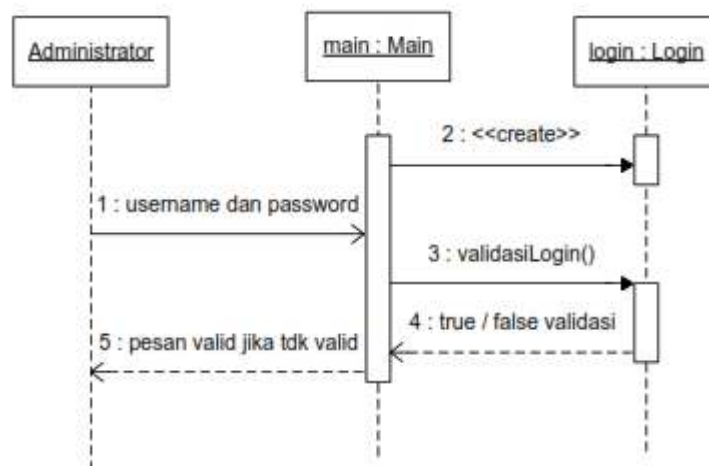 Administrator
main : Main
login : Login
2 : <<create>>
1 : username dan password
3 : validasiLogin()
4 : true / false validasi
5 : pesan valid jika tdk valid